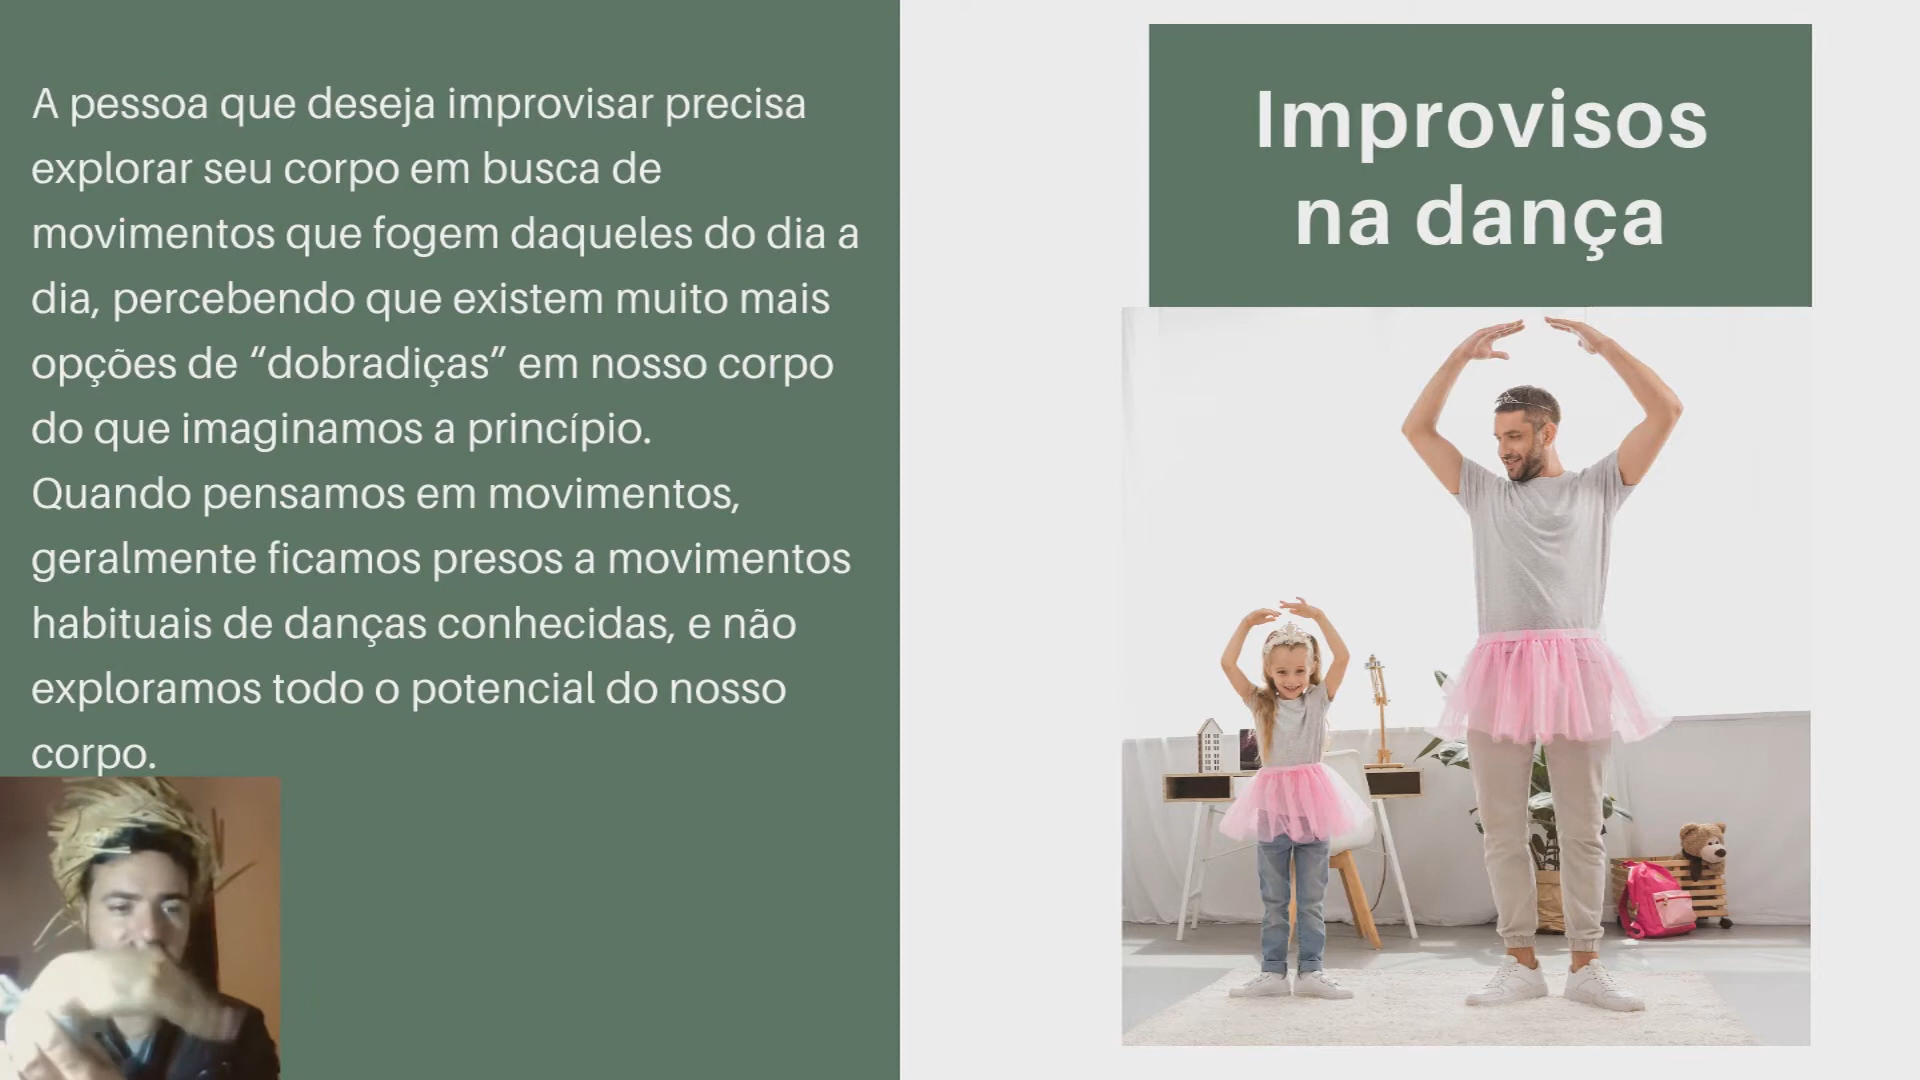 A pessoa que deseja improvisar precisa
explorar seu corpo em busca de
movimentos que fogem daqueles do dia a
dia, percebendo que existem muito mais
opções de “dobradiças” em nosso corpo
do que imaginamos a princípio.
Quando pensamos em movimentos,
geralmente ficamos presos a movimentos
habituais de danças conhecidas, e não
exploramos todo o potencial do nosso
corpo.
Improvisos
na dança